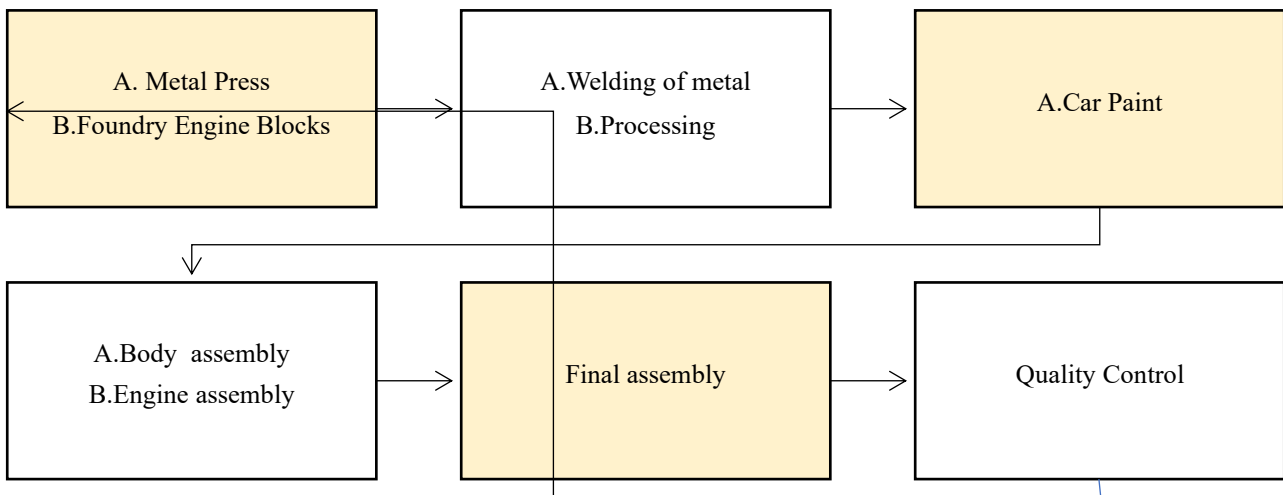 A. Metal Press
B.Foundry Engine Blocks
A.Welding of metal
B.Processing
A.Car Paint
A.Body  assembly
B.Engine assembly
Final assembly
Quality Control